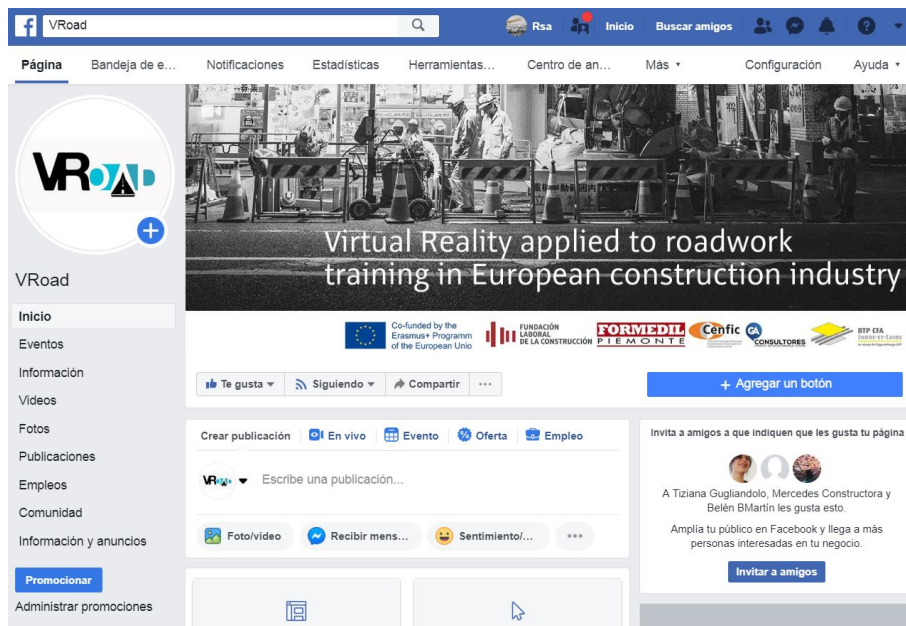 VRoad
Rsa
Inicio
Buscar amigos
Página
Bandeja de e...
Notificaciones
Estadísticas
Herramientas...
Centro de an...
Más
Configuración
Ayuda
VROAD
Virtual Reality applied to roadwork
training in European construction industry
VRoad
Inicio
Eventos
Información
Videos
Fotos
Publicaciones
Empleos
Comunidad
Información y anuncios
Promocionar
Administrar promociones
Co-funded by the
Erasmus+ Programm
of the European Unio
FUNDACIÓN
LABORAL
DE LA CONSTRUCCIÓN
FORMEDIL
PIEMONTE
Cenfic
GA
CONSULTORES
BTP CFA
INDRE-ET-LOIRE
Te gusta
Siguiendo
Compartir
+ Agregar un botón
Crear publicación
En vivo
Evento
Oferta
Empleo
VROAD
Escribe una publicación...
Foto/video
Recibir mens...
Sentimiento/...
Invita a amigos a que indiquen que les gusta tu página
A Tiziana Gugliandolo, Mercedes Constructora y
Belén BMartín les gusta esto.
Amplía tu público en Facebook y llega a más
personas interesadas en tu negocio.
Invitar a amigos